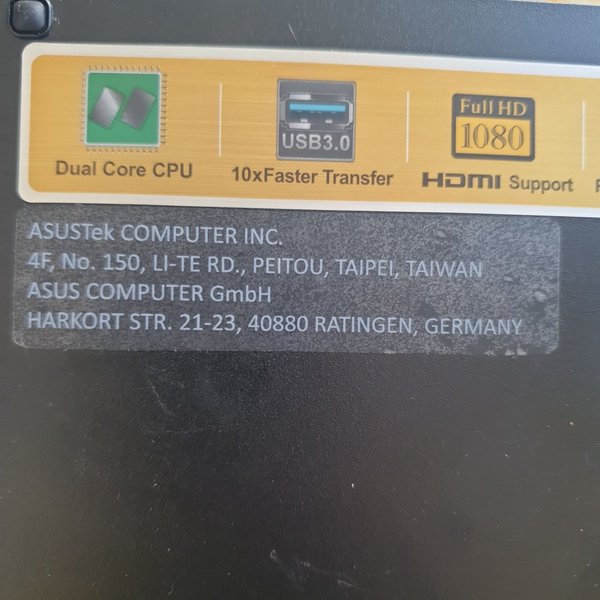 Full HD
1080
USB3.0
Dual Core CPU
10xFaster Transfer
HDMI Support
ASUSTek COMPUTER INC.
4F, No. 150, LI-TE RD., PEITOU, TAIPEI, TAIWAN
ASUS COMPUTER GmbH
HARKORT STR. 21-23, 40880 RATINGEN, GERMANY